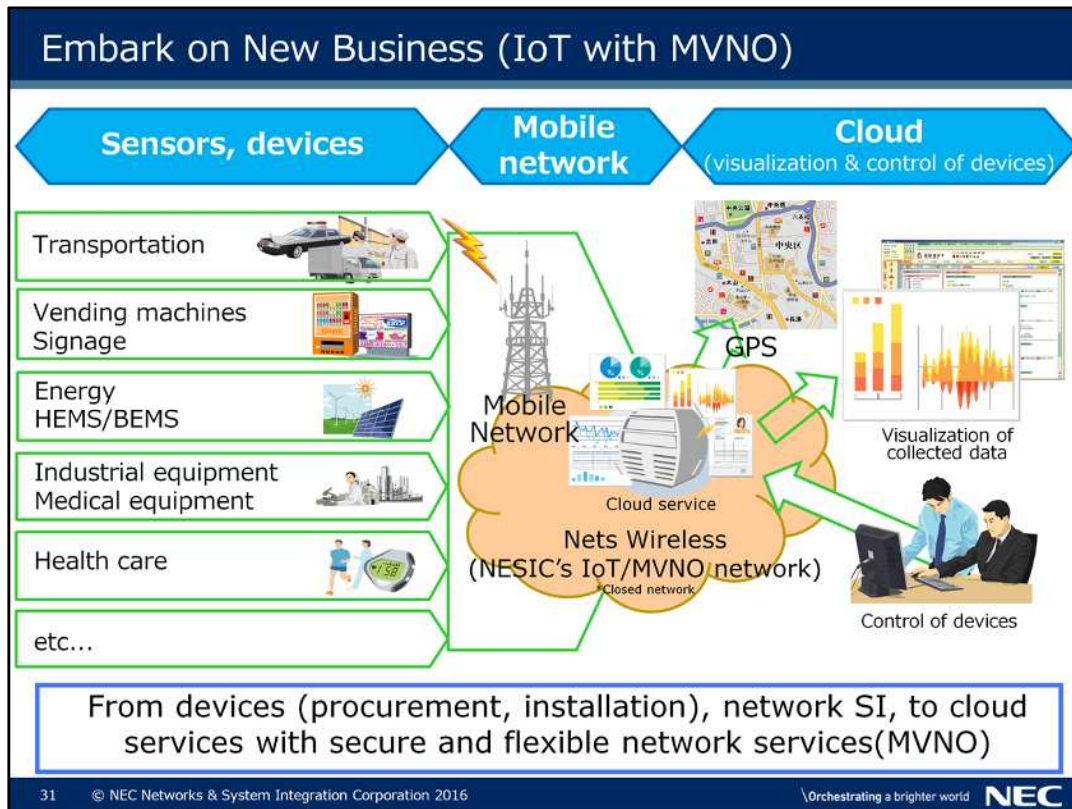 Embark on New Business (IoT with MVNO)
Sensors, devices
Mobile
network
Cloud
(visualization & control of devices)
Transportation
Vending machines
Signage
Energy
HEMS/BEMS
Industrial equipment
Medical equipment
Health care
etc...
中央区
GPS
Mobile
Network
Cloud service
Nets Wireless
(NESIC's IoT/MVNO network)
*Closed network
Visualization of
collected data
Control of devices
From devices (procurement, installation), network SI, to cloud
services with secure and flexible network services(MVNO)
31 © NEC Networks & System Integration Corporation 2016
\Orchestrating a brighter world NEC